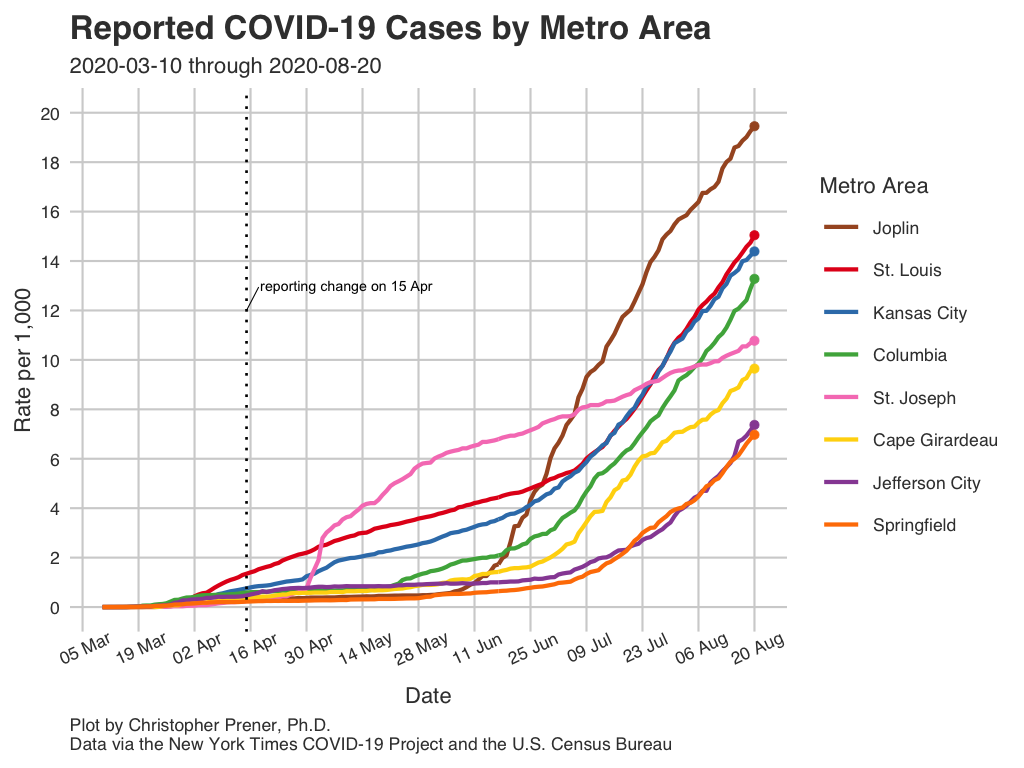 Reported COVID-19 Cases by Metro Area
2020-03-10 through 2020-08-20
20
18
16
14
12
10
8
6
4
2
0
Rate per 1,000
reporting change on 15 Apr
05 Mar
19 Mar
02 Apr
16 Apr
30 Apr
14 May
28 May
11 Jun
25 Jun
09 Jul
23 Jul
06 Aug
20 Aug
Date
Metro Area
Joplin
St. Louis
Kansas City
Columbia
St. Joseph
Cape Girardeau
Jefferson City
Springfield
Plot by Christopher Prener, Ph.D.
Data via the New York Times COVID-19 Project and the U.S. Census Bureau